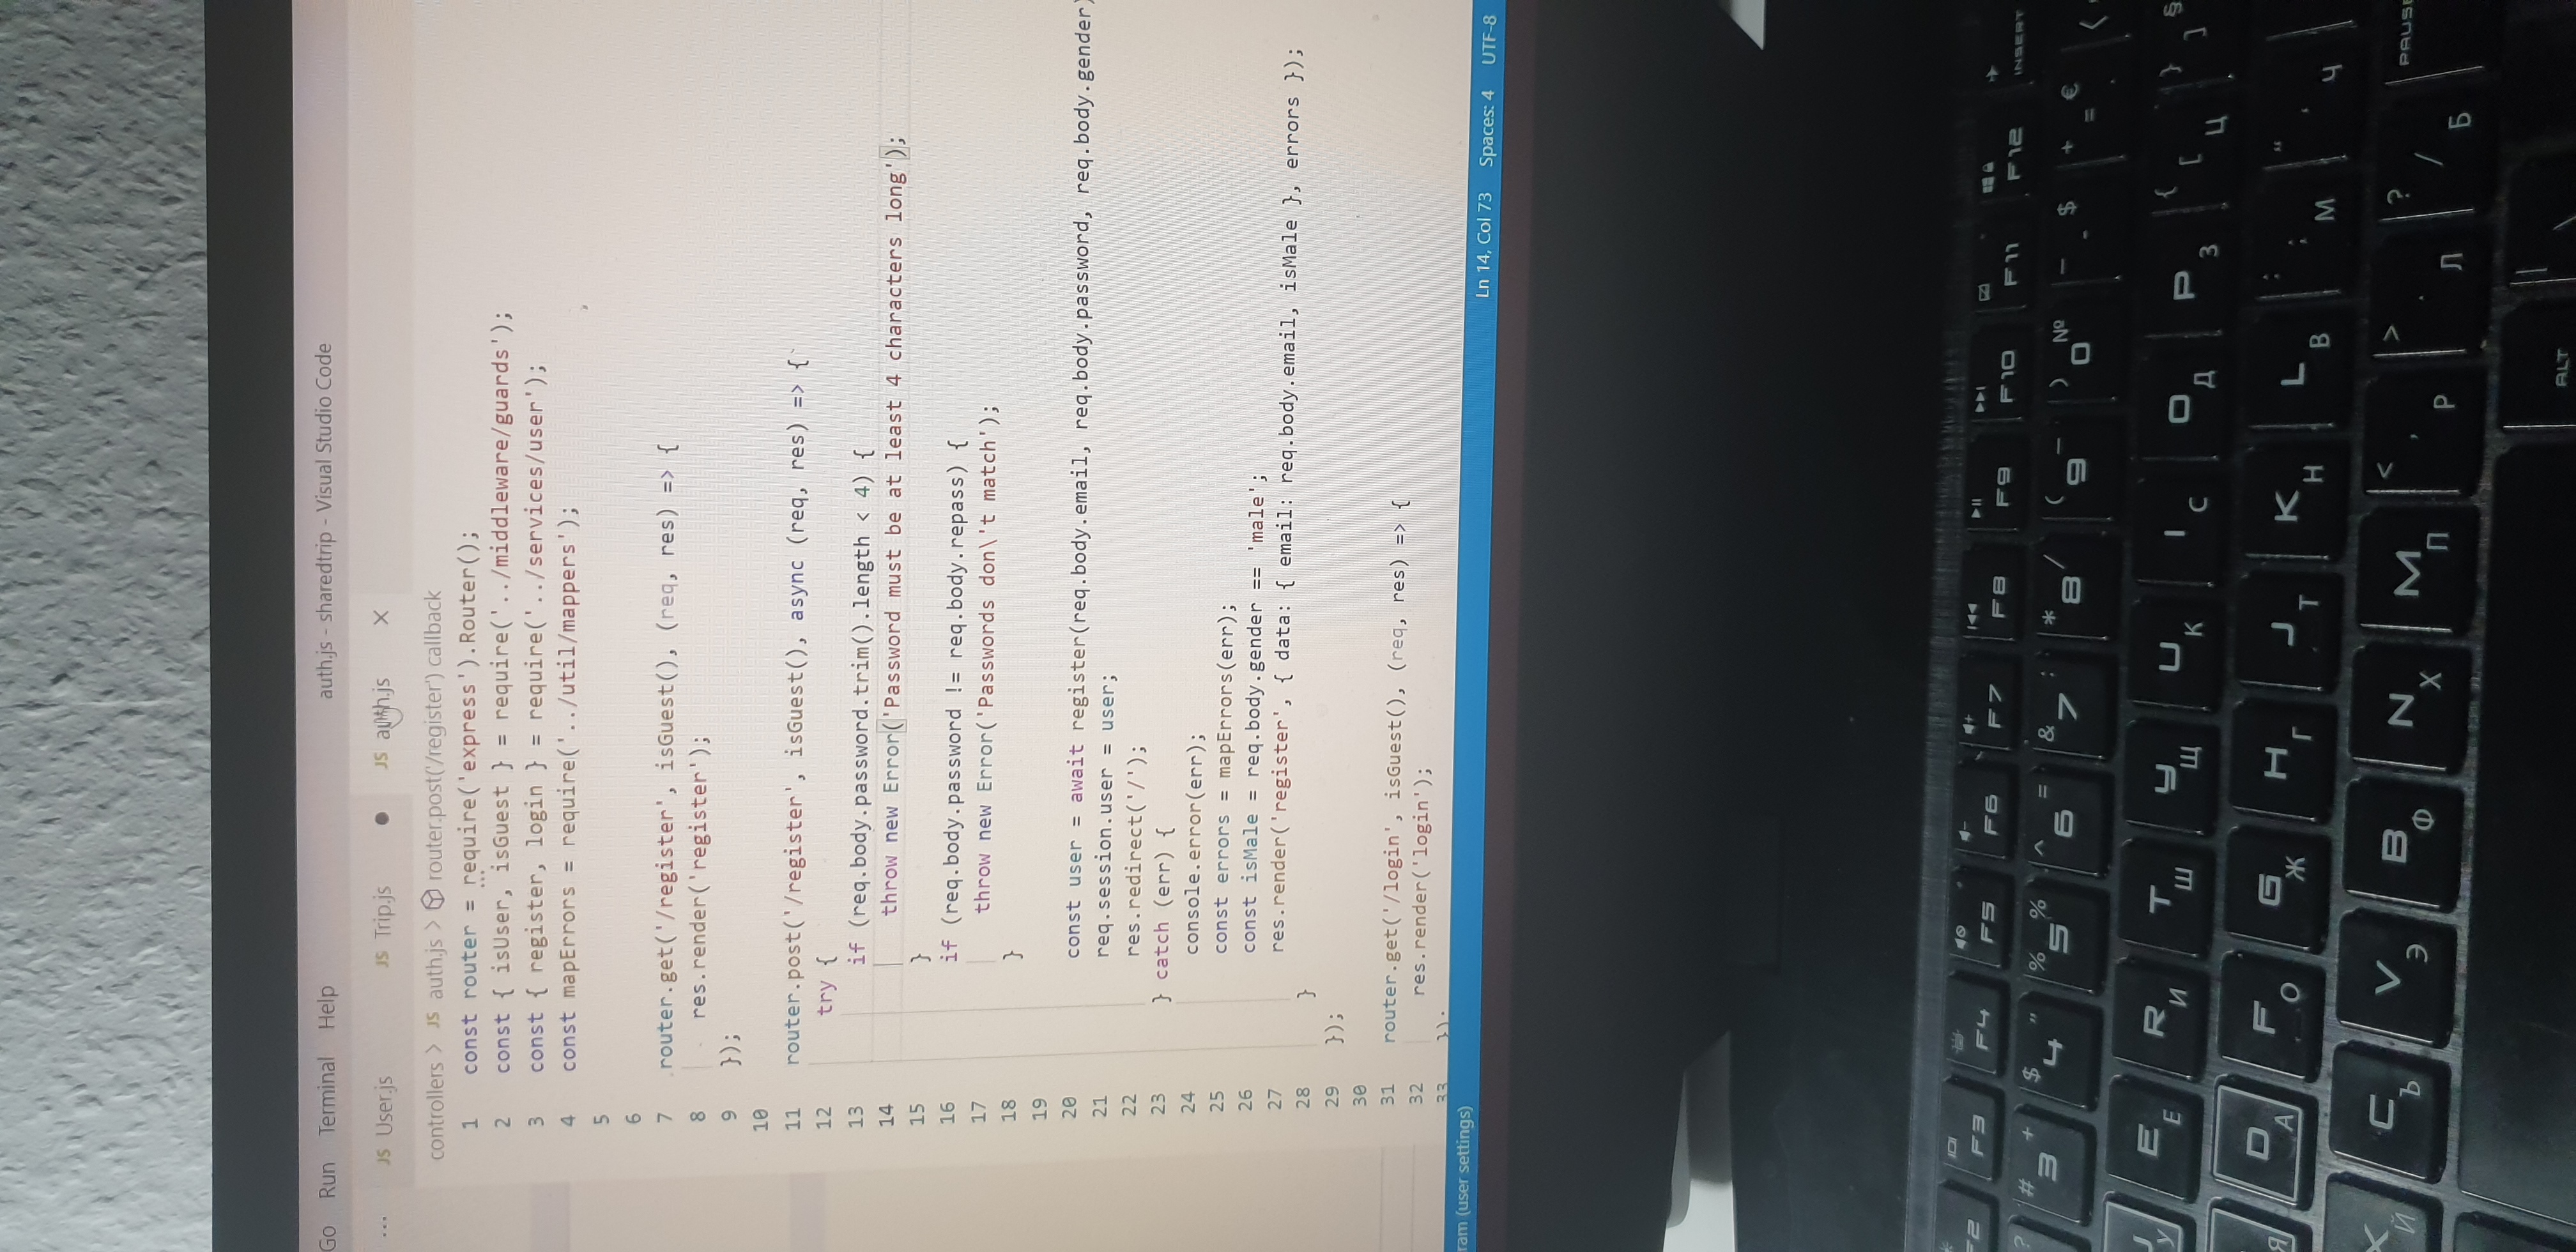 Go Run Terminal Help auth.js - sharedtrip - Visual Studio Code
... JS User.js JS Trip.js JS auth.js
controllers > JS auth.js > router.post('/register') callback
1 const router = require('express').Router();
2 const { isUser, isGuest } = require('../middleware/guards');
3 const { register, login } = require('../services/user');
4 const mapErrors = require('../util/mappers');
5
6
7 router.get('/register', isGuest(), (req, res) => {
8 res.render('register');
9 });
10
11 router.post('/register', isGuest(), async (req, res) => {
12 try {
13 if (req.body.password.trim().length < 4) {
14 throw new Error('Password must be at least 4 characters long');
15 }
16 if (req.body.password != req.body.repass) {
17 throw new Error('Passwords don\'t match');
18 }
19
20 const user = await register(req.body.email, req.body.password, req.body.gender)
21 req.session.user = user;
22 res.redirect('/');
23 } catch (err) {
24 console.error(err);
25 const errors = mapErrors(err);
26 const isMale = req.body.gender == 'male';
27 res.render('register', { data: { email: req.body.email, isMale }, errors });
28 }
29 });
30
31 router.get('/login', isGuest(), (req, res) => {
32 res.render('login');
33 });
ram (user settings) Ln 14, Col 73 Spaces: 4 UTF-8
F2 F3 F4 F5 F6 F7 F8 F9 F10 F11 F12 INSERT
? # + 3 $ " 4 % % 5 ^ = 6 & : 7 * / 8 ( – 9 ) № 0 – - $ + = € .
У E Е R И T Ш Y Щ U К I С O Д P З { [ Ц } ] §
Я D А F О G Ж H Г J Т K Н L В : ; М " ' Ч
X Й C Ъ V Э B Ф N Х M П < , Р > . Л ? / Б PAUSE
ALT | \